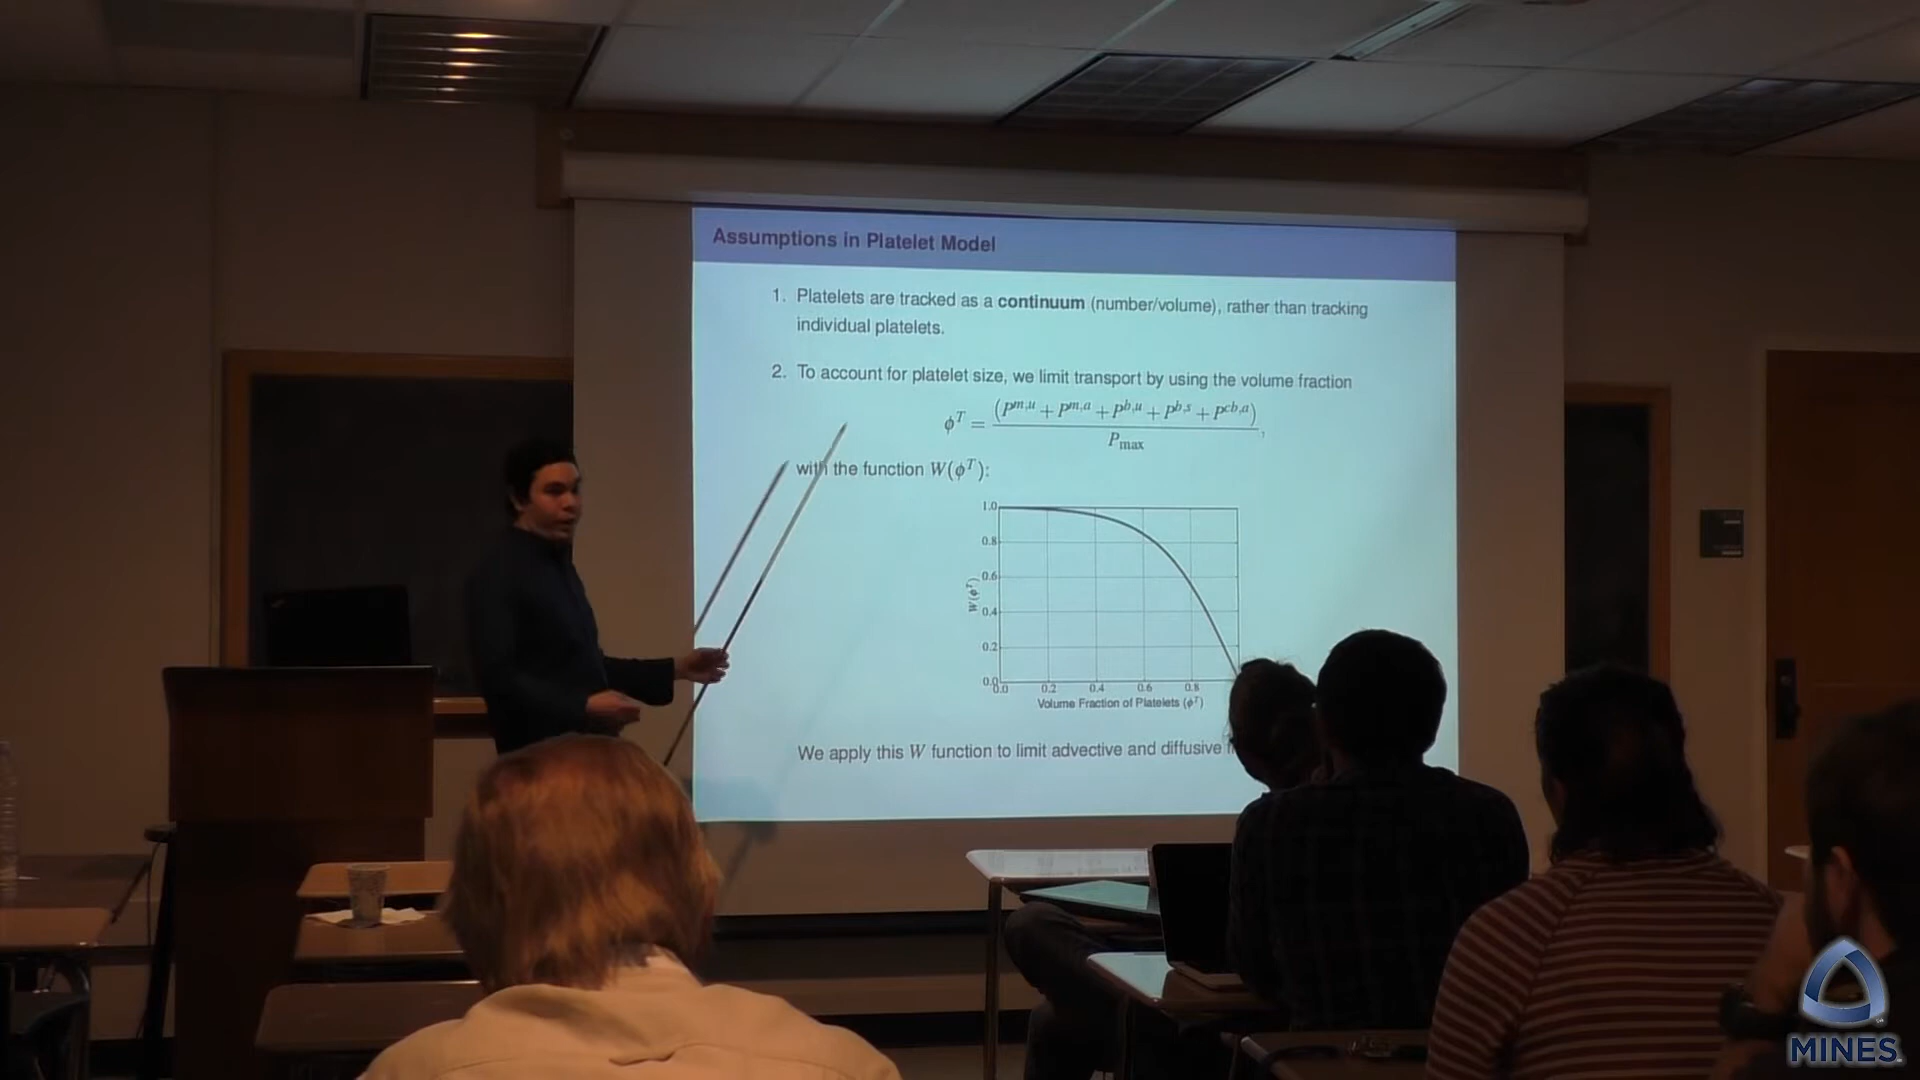 Assumptions in Platelet Model
1. Platelets are tracked as a continuum (number/volume), rather than tracking
individual platelets.
2. To account for platelet size, we limit transport by using the volume fraction
ϕ^T = (P^{m,u} + P^{m,a} + P^{b,u} + P^{b,s} + P^{cb,a}) / P_max,
with the function W(ϕ^T):
1.0
0.8
0.6
0.4
0.2
0.0
W(ϕ^T)
0.0 0.2 0.4 0.6 0.8
Volume Fraction of Platelets (ϕ^T)
We apply this W function to limit advective and diffusive
MINES